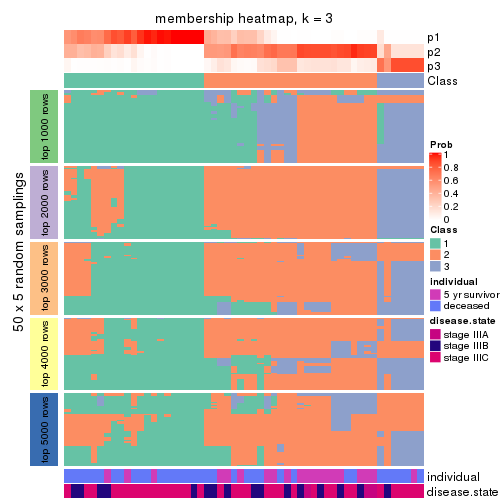 membership heatmap, k = 3
p1
p2
p3
Class
50 x 5 random samplings
top 1000 rows
top 2000 rows
top 3000 rows
top 4000 rows
top 5000 rows
individual
disease.state
Prob
1
0.8
0.6
0.4
0.2
0
Class
1
2
3
individual
5 yr survivor
deceased
disease.state
stage IIIA
stage IIIB
stage IIIC